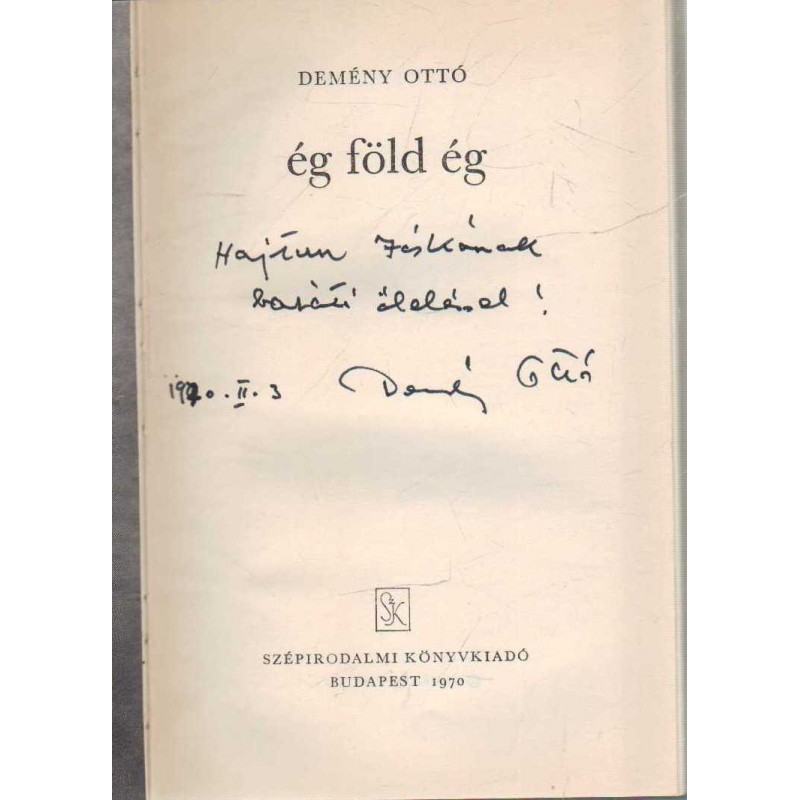 DEMÉNY OTTÓ
ég föld ég
Hajtun Jóskának
baráti öleléssel!
1970. II. 3 Demény Ottó
SzK
SZÉPIRODALMI KÖNYVKIADÓ
BUDAPEST 1970